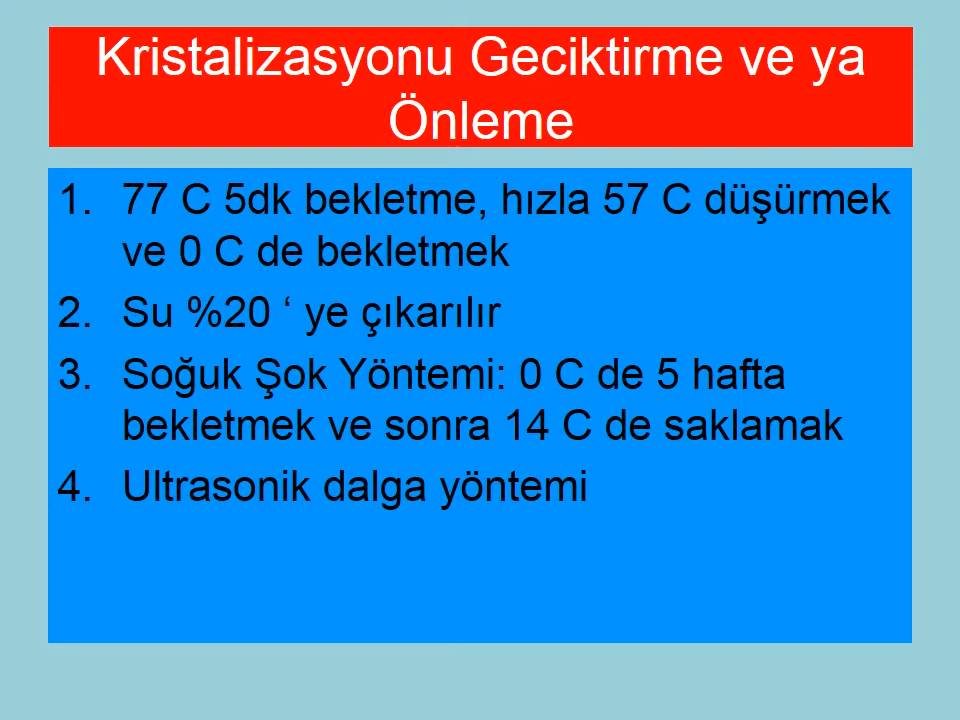 Kristalizasyonu Geciktirme ve ya
Önleme
1. 77 C 5dk bekletme, hızla 57 C düşürmek
ve 0 C de bekletmek
2. Su %20 ‘ ye çıkarılır
3. Soğuk Şok Yöntemi: 0 C de 5 hafta
bekletmek ve sonra 14 C de saklamak
4. Ultrasonik dalga yöntemi